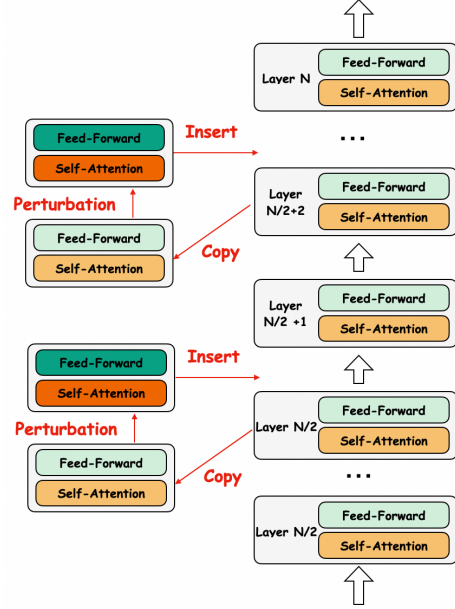 Feed-Forward
Layer N
Self-Attention
Insert
...
Feed-Forward
Self-Attention
Perturbation
Feed-Forward
Layer
N/2+2
Self-Attention
Feed-Forward
Self-Attention
Copy
Feed-Forward
Layer
N/2 +1
Self-Attention
Insert
Feed-Forward
Self-Attention
Perturbation
Feed-Forward
Layer N/2
Self-Attention
Feed-Forward
Self-Attention
Copy
...
Feed-Forward
Layer N/2
Self-Attention